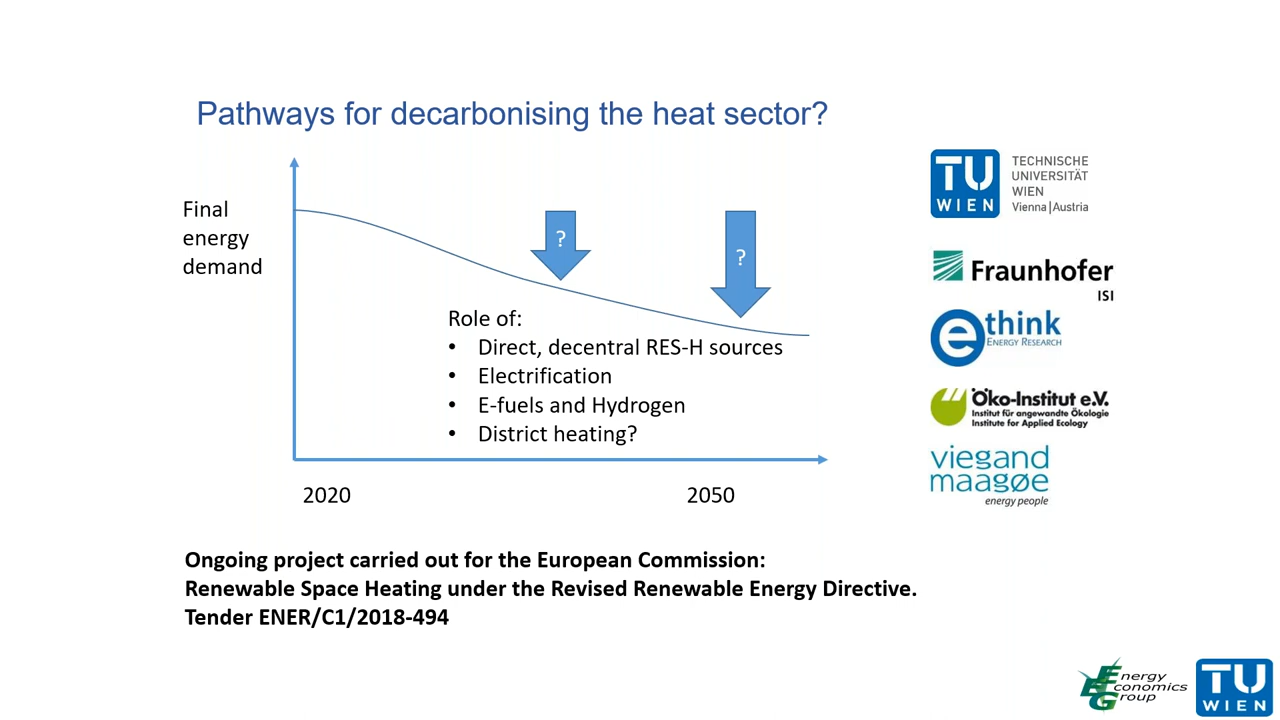 Pathways for decarbonising the heat sector?
Final
energy
demand
?
?
Role of:
• Direct, decentral RES-H sources
• Electrification
• E-fuels and Hydrogen
• District heating?
2020
2050
TU
WIEN
TECHNISCHE
UNIVERSITÄT
WIEN
Vienna|Austria
Fraunhofer
ISI
ethink
ENERGY RESEARCH
Öko-Institut e.V.
Institut für angewandte Ökologie
Institute for Applied Ecology
viegand
maagøe
energy people
Ongoing project carried out for the European Commission:
Renewable Space Heating under the Revised Renewable Energy Directive.
Tender ENER/C1/2018-494
Energy
Economics
Group
TU
WIEN